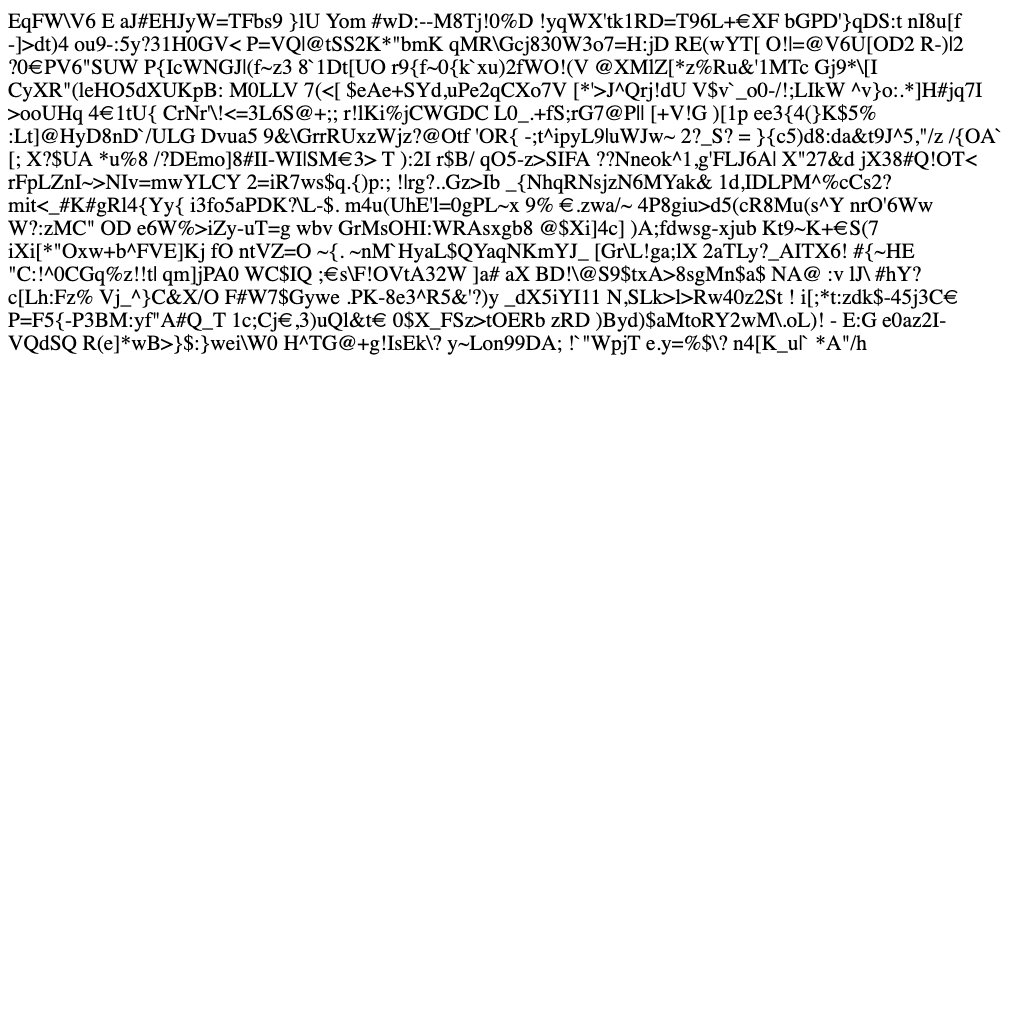 EqFW\V6 E aJ#EHJyW=TFbs9 }lU Yom #wD:--M8Tj!0%D !yqWX'tk1RD=T96L+€XF bGPD'}qDS:t nI8u[f
-]>dt)4 ou9-:5y?31H0GV< P=VQ|@tSS2K*"bmK qMR\Gcj830W3o7=H:jD RE(wYT[ O!|=@V6U[OD2 R-)|2
?0€PV6"SUW P{IcWNGJ|(f~z3 8`1Dt[UO r9{f~0{k`xu)2fWO!(V @XMlZ[*z%Ru&'1MTc Gj9*\[I
CyXR"(leHO5dXUKpB: M0LLV 7(<[ $eAe+SYd,uPe2qCXo7V [*'>J^Qrj!dU V$v`_o0-/!;LIkW ^v}o:.*]H#jq7I
>ooUHq 4€1tU{ CrNr'\!<=3L6S@+;; r!lKi%jCWGDC L0_.+fS;rG7@P|| [+V!G )[1p ee3{4(}K$5%
:Lt]@HyD8nD`/ULG Dvua5 9&\GrrRUxzWjz?@Otf 'OR{ -;t^ipyL9|uWJw~ 2?_S? = }{c5)d8:da&t9J^5,"/z /{OA`
[; X?$UA *u%8 /?DEmo]8#II-WI|SM€3> T ):2I r$B/ qO5-z>SIFA ??Nneok^1,g'FLJ6A| X"27&d jX38#Q!OT<
rFpLZnI~>NIv=mwYLCY 2=iR7ws$q.{)p:; !|rg?..Gz>Ib _{NhqRNsjzN6MYak& 1d,IDLPM^%cCs2?
mit<_#K#gRl4{Yy{ i3fo5aPDK?\L-$. m4u(UhE'l=0gPL~x 9% €.zwa/~ 4P8giu>d5(cR8Mu(s^Y nrO'6Ww
W?:zMC" OD e6W%>iZy-uT=g wbv GrMsOHI:WRAsxgb8 @$Xi]4c] )A;fdwsg-xjub Kt9~K+€S(7
iXi[*"Oxw+b^FVE]Kj fO ntVZ=O ~{. ~nM`HyaL$QYaqNKmYJ_ [Gr\L!ga;lX 2aTLy?_AITX6! #{~HE
"C:!^0CGq%z!!tl qm]jPA0 WC$IQ ;€s\F!OVtA32W ]a# aX BD!\@S9$txA>8sgMn$a$ NA@ :v lJ\ #hY?
c[Lh:Fz% Vj_^}C&X/O F#W7$Gywe .PK-8e3^R5&'?)y _dX5iYI11 N,SLk>l>Rw40z2St ! i[;*t:zdk$-45j3C€
P=F5{-P3BM:yf"A#Q_T 1c;Cj€,3)uQl&t€ 0$X_FSz>tOERb zRD )Byd)$aMtoRY2wM\.oL)! - E:G e0az2I-
VQdSQ R(e]*wB>}$:}wei\W0 H^TG@+g!IsEk\? y~Lon99DA; !`"WpjT e.y=%$\? n4[K_u|` *A"/h